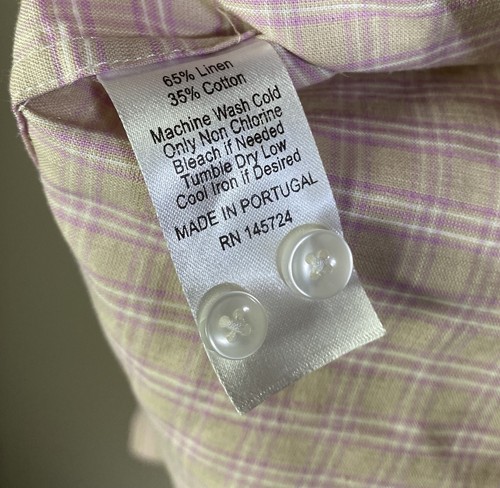 65% Linen
35% Cotton
Machine Wash Cold
Only Non Chlorine
Bleach if Needed
Tumble Dry Low
Cool Iron if Desired
MADE IN PORTUGAL
RN 145724